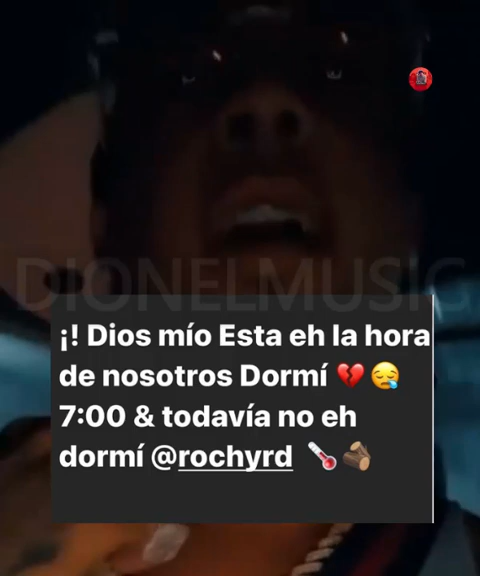 DIONELMUSIC
¡! Dios mío Esta eh la hora
de nosotros Dormí 💔😪
7:00 & todavía no eh
dormí @rochyrd 🌡️🪵